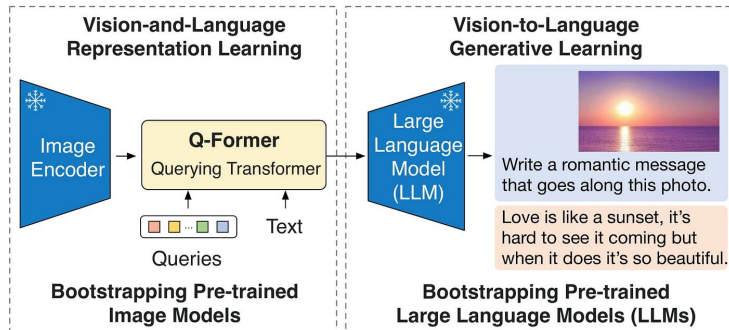 Vision-and-Language
Representation Learning
Image
Encoder
Q-Former
Querying Transformer
...
Queries
Text
Bootstrapping Pre-trained
Image Models
Vision-to-Language
Generative Learning
Large
Language
Model
(LLM)
Write a romantic message
that goes along this photo.
Love is like a sunset, it's
hard to see it coming but
when it does it's so beautiful.
Bootstrapping Pre-trained
Large Language Models (LLMs)